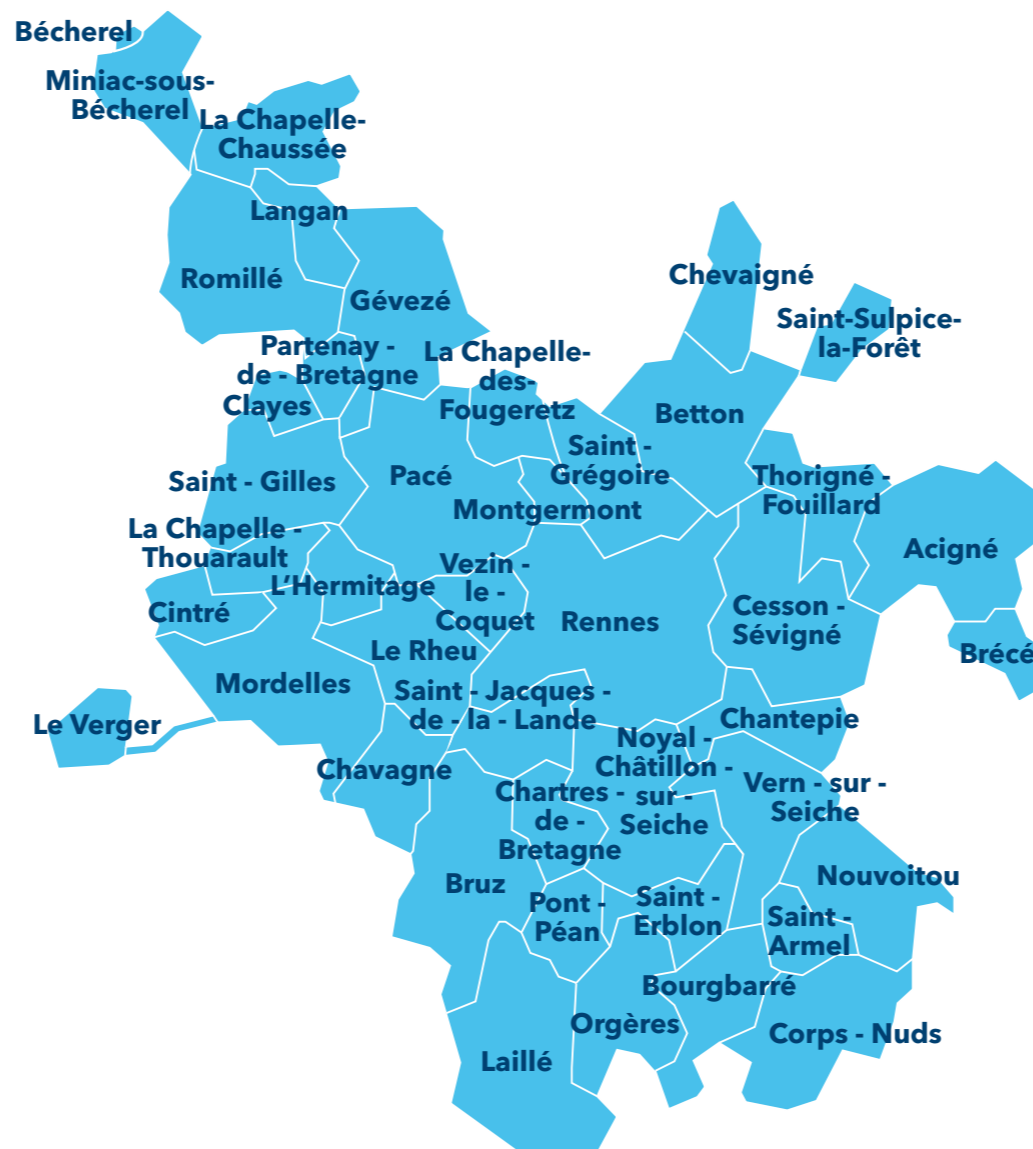 Bécherel
Miniac-sous-
Bécherel
La Chapelle-
Chaussée
Langan
Romillé
Gévezé
Chevaigné
Saint-Sulpice-
la-Forêt
Partenay -
de - Bretagne
Clayes
La Chapelle-
des-
Fougeretz
Betton
Saint - Gilles
Pacé
Saint -
Grégoire
Montgermont
Thorigné -
Fouillard
Acigné
La Chapelle -
Thouarault
L'Hermitage
Vezin -
le -
Coquet
Rennes
Cesson -
Sévigné
Brécé
Cintré
Le Rheu
Mordelles
Saint - Jacques -
de - la - Lande
Le Verger
Chavagne
Noyal -
Châtillon -
sur -
Seiche
Chantepie
Vern - sur -
Seiche
Chartres -
de -
Bretagne
Bruz
Pont -
Péan
Saint -
Erblon
Nouvoitou
Saint -
Armel
Bourgbarré
Orgères
Corps - Nuds
Laillé